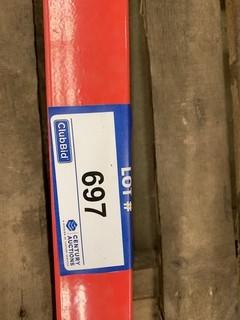 LOT #
ClubBid
697
CENTURY
AUCTIONS